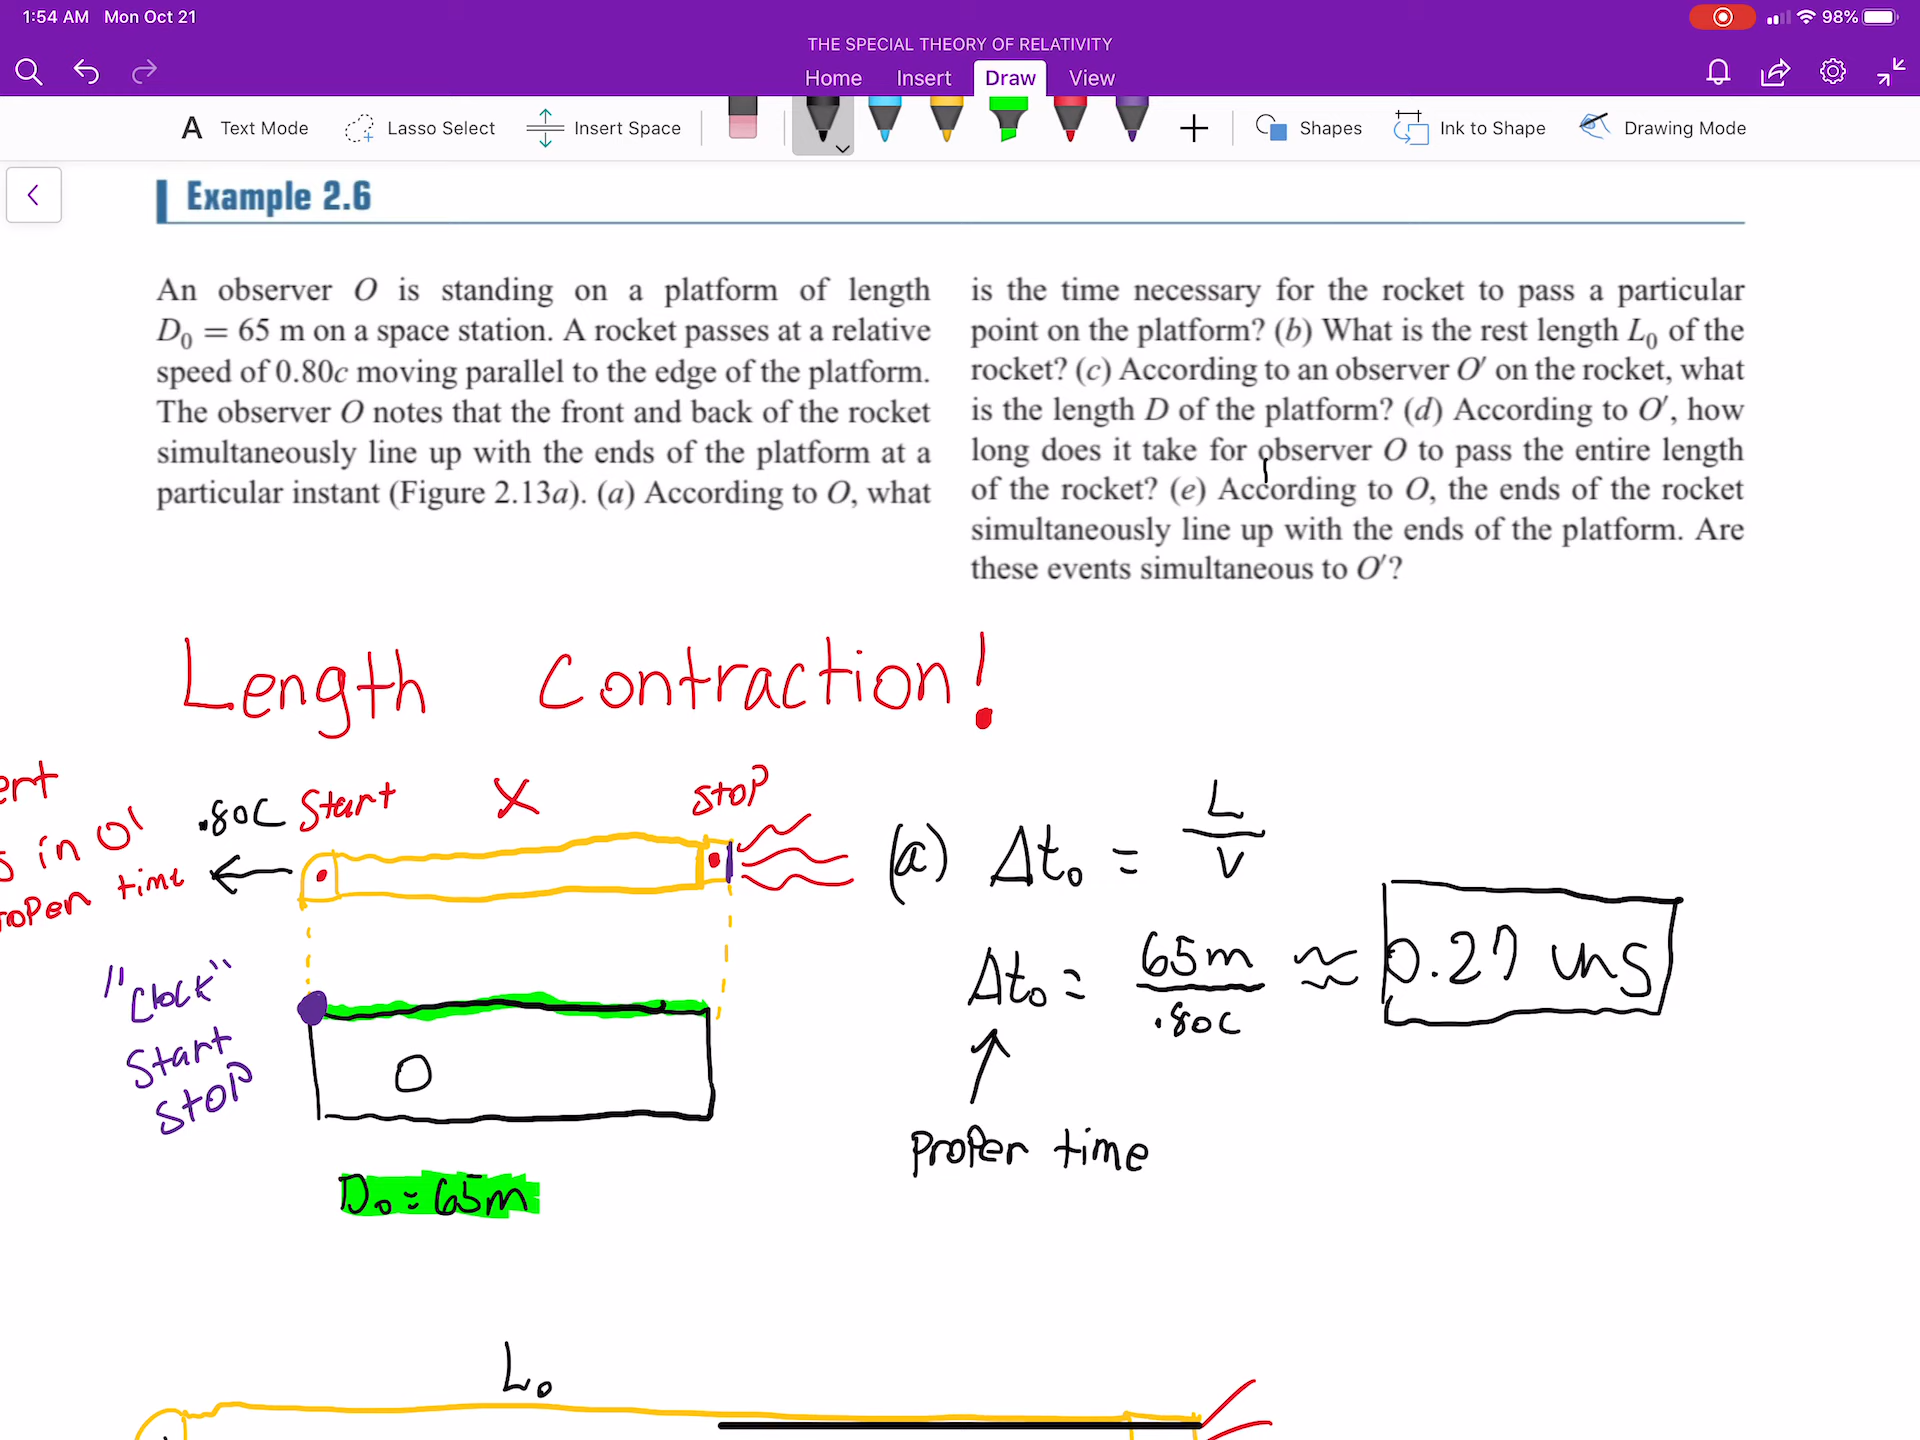 1:54 AM Mon Oct 21
98%
THE SPECIAL THEORY OF RELATIVITY
Home Insert Draw View
A Text Mode Lasso Select Insert Space Shapes Ink to Shape Drawing Mode
Example 2.6
An observer O is standing on a platform of length
D₀ = 65 m on a space station. A rocket passes at a relative
speed of 0.80c moving parallel to the edge of the platform.
The observer O notes that the front and back of the rocket
simultaneously line up with the ends of the platform at a
particular instant (Figure 2.13a). (a) According to O, what
is the time necessary for the rocket to pass a particular
point on the platform? (b) What is the rest length L₀ of the
rocket? (c) According to an observer O′ on the rocket, what
is the length D of the platform? (d) According to O′, how
long does it take for observer O to pass the entire length
of the rocket? (e) According to O, the ends of the rocket
simultaneously line up with the ends of the platform. Are
these events simultaneous to O′?
Length Contraction!
.80C Start X STOP
in O'
time
"Clock"
Start
STOP
O
D₀ = 65m
(a) Δt₀ = L/V
Δt₀ = 65m/.80C ≈ 0.27
Proper time
L₀